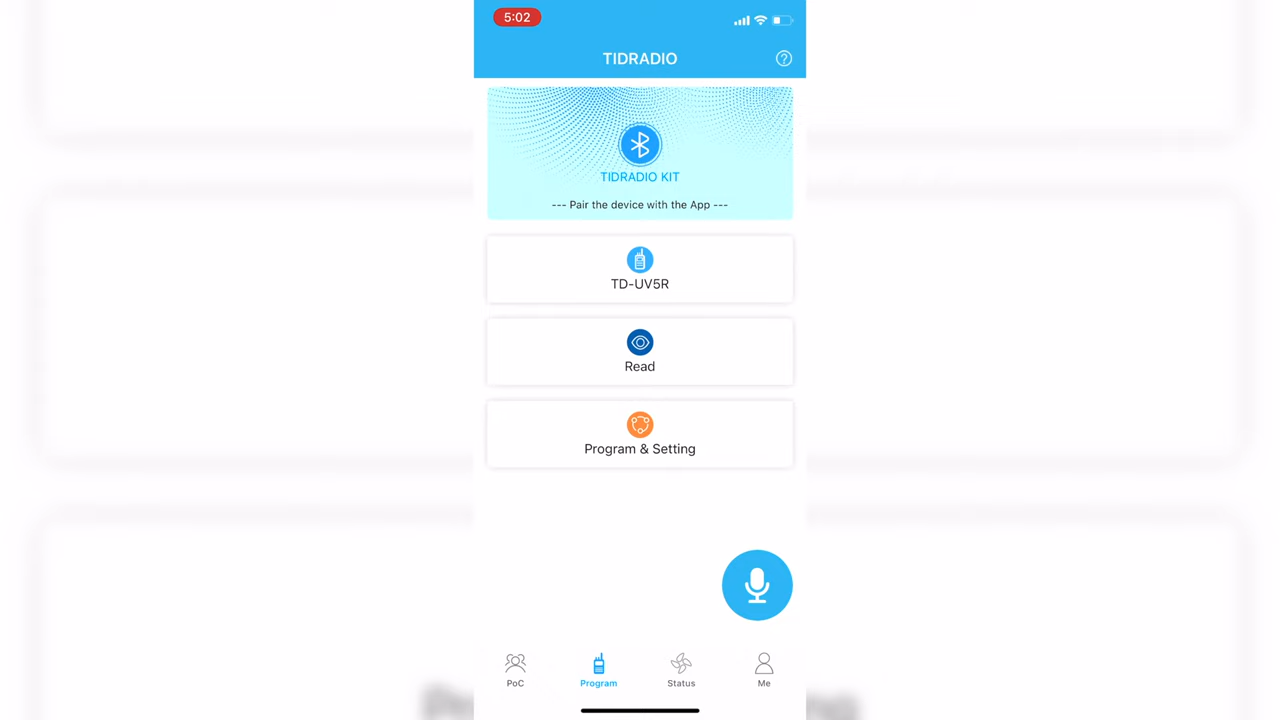 5:02
TIDRADIO
TIDRADIO KIT
--- Pair the device with the App ---
TD-UV5R
Read
Program & Setting
PoC
Program
Status
Me